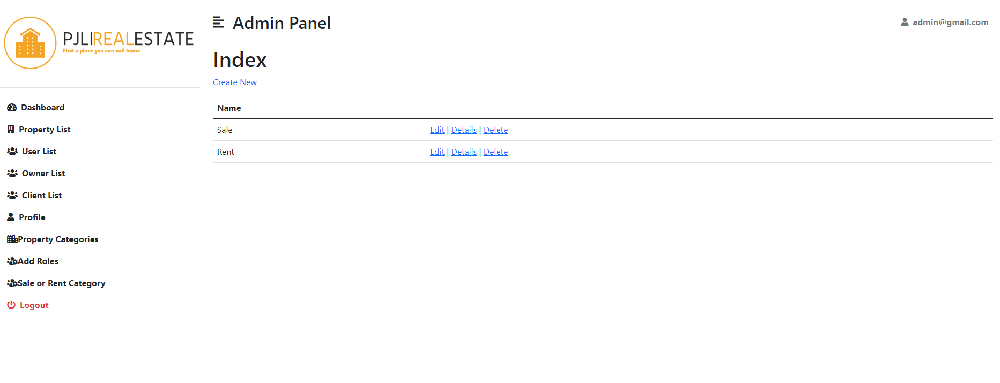 PJLIREALESTATE
Find a place you can call home
Dashboard
Property List
User List
Owner List
Client List
Profile
Property Categories
Add Roles
Sale or Rent Category
Logout
Admin Panel
admin@gmail.com
Index
Create New
Name
Sale Edit | Details | Delete
Rent Edit | Details | Delete